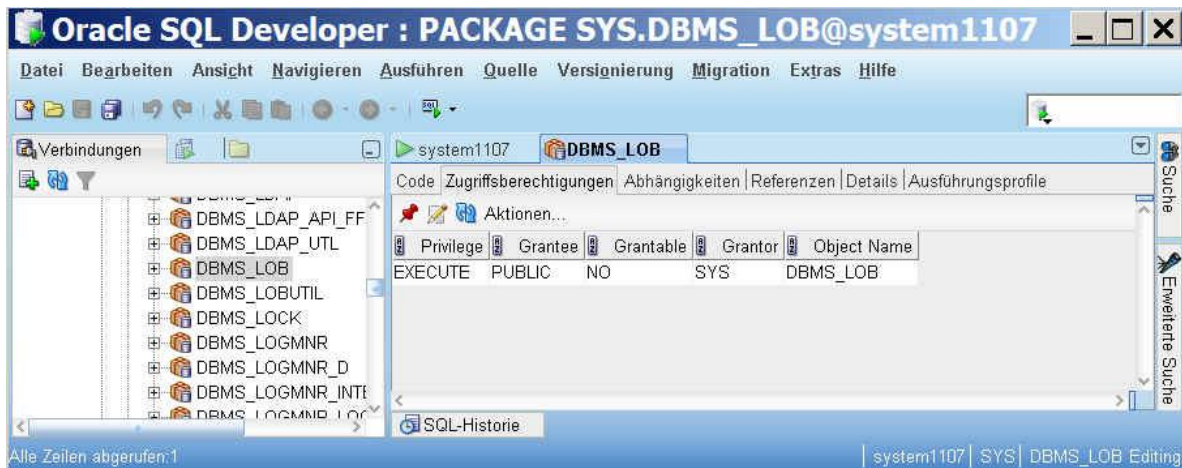 Oracle SQL Developer : PACKAGE SYS.DBMS_LOB@system1107
Datei Bearbeiten Ansicht Navigieren Ausführen Quelle Versionierung Migration Extras Hilfe
Verbindungen
system1107 DBMS_LOB
Code Zugriffsberechtigungen Abhängigkeiten Referenzen Details Ausführungsprofile
Aktionen...
Privilege Grantee Grantable Grantor Object Name
EXECUTE PUBLIC NO SYS DBMS_LOB
DBMS_LDAP_API_FF
DBMS_LDAP_UTL
DBMS_LOB
DBMS_LOBUTIL
DBMS_LOCK
DBMS_LOGMNR
DBMS_LOGMNR_D
DBMS_LOGMNR_INTE
DBMS_LOGMNR_LOG
Suche
Erweiterte Suche
SQL-Historie
Alle Zeilen abgerufen:1
system1107 SYS DBMS_LOB Editing